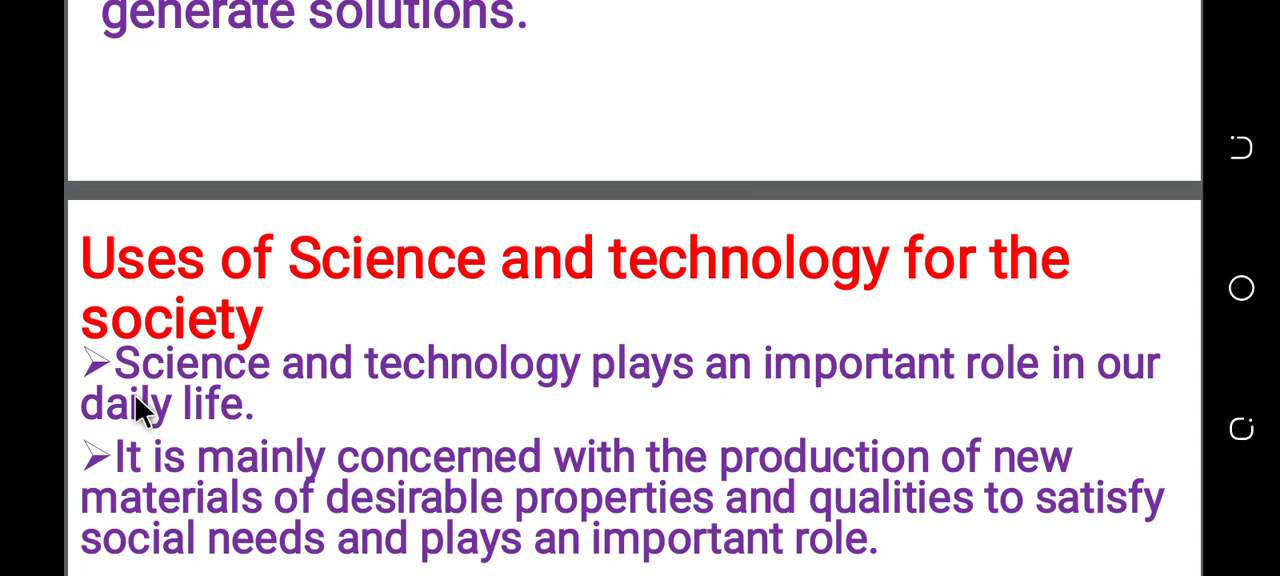 generate solutions.
Uses of Science and technology for the
society
➢Science and technology plays an important role in our
daily life.
➢It is mainly concerned with the production of new
materials of desirable properties and qualities to satisfy
social needs and plays an important role.